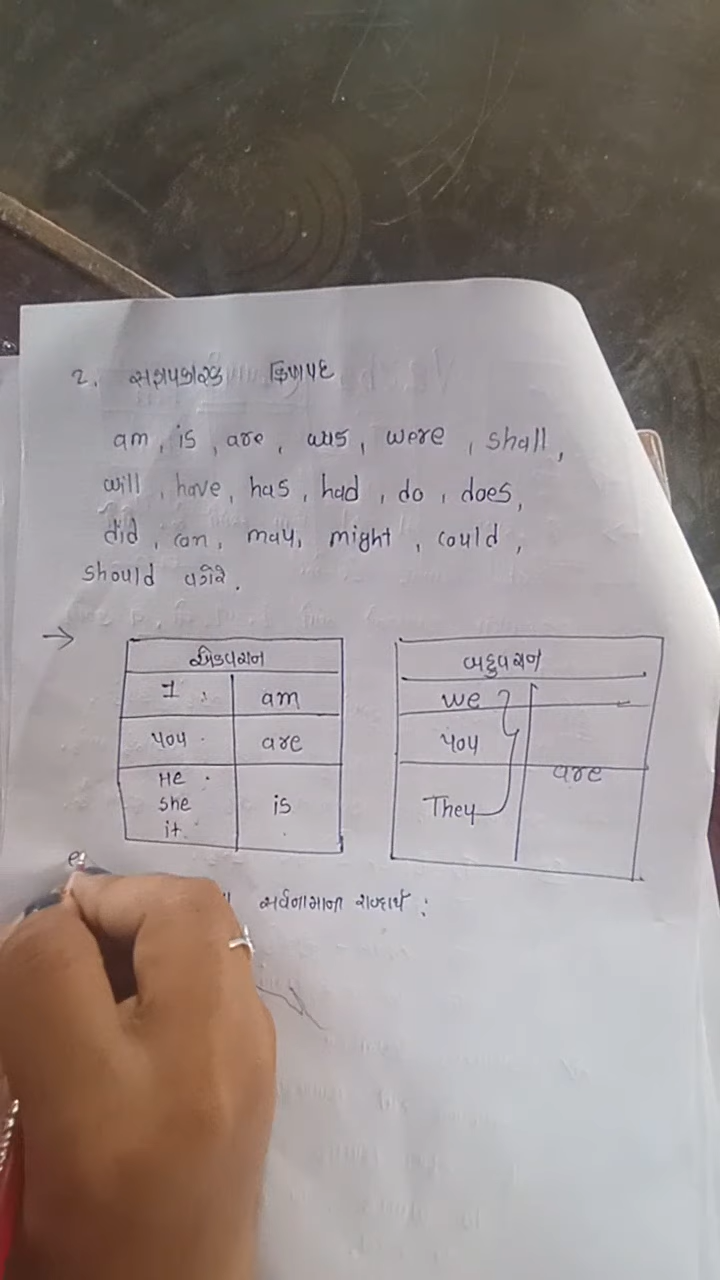 2. સહાયકારક ક્રિયાપદ
am, is, are, was, were, shall,
will, have, has, had, do, does,
did, can, may, might, could,
should વગેરે.
→
એકવચન
I am
you are
He
she is
it
બહુવચન
we
you are
They
સર્વનામોના શબ્દાર્થ :